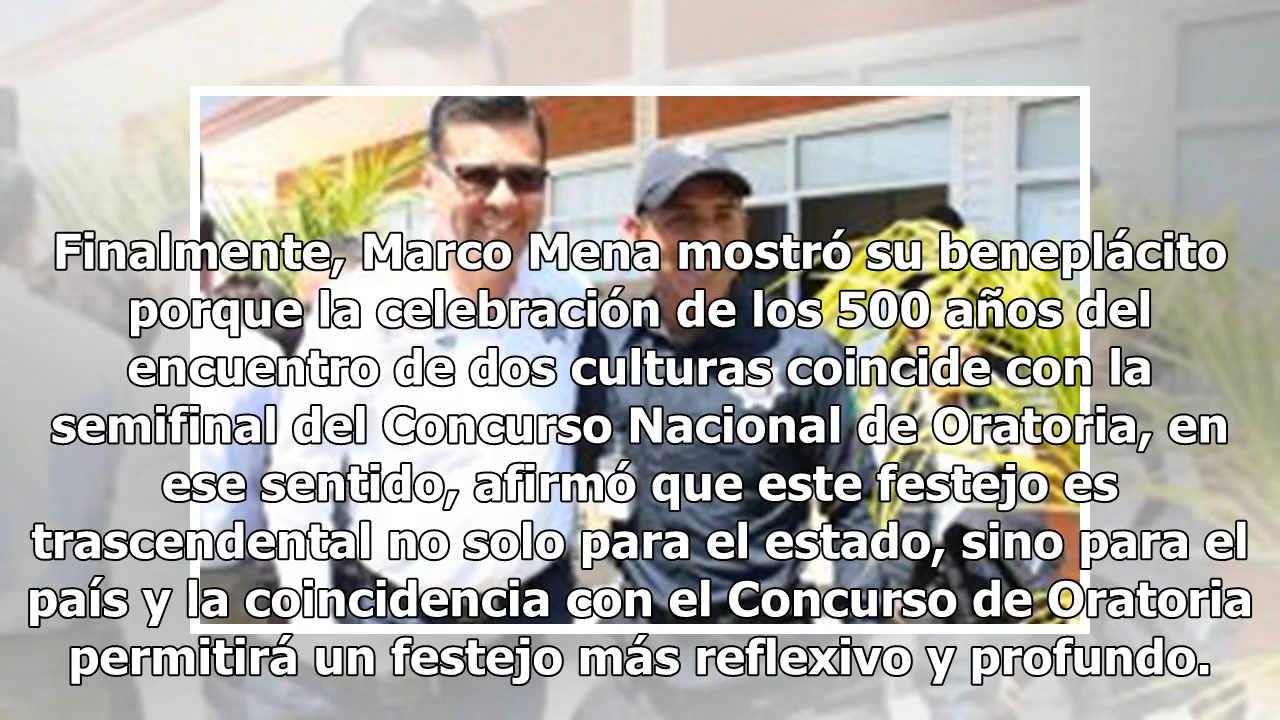 Finalmente, Marco Mena mostró su beneplácito
porque la celebración de los 500 años del
encuentro de dos culturas coincide con la
semifinal del Concurso Nacional de Oratoria, en
ese sentido, afirmó que este festejo es
trascendental no solo para el estado, sino para el
país y la coincidencia con el Concurso de Oratoria
permitirá un festejo más reflexivo y profundo.